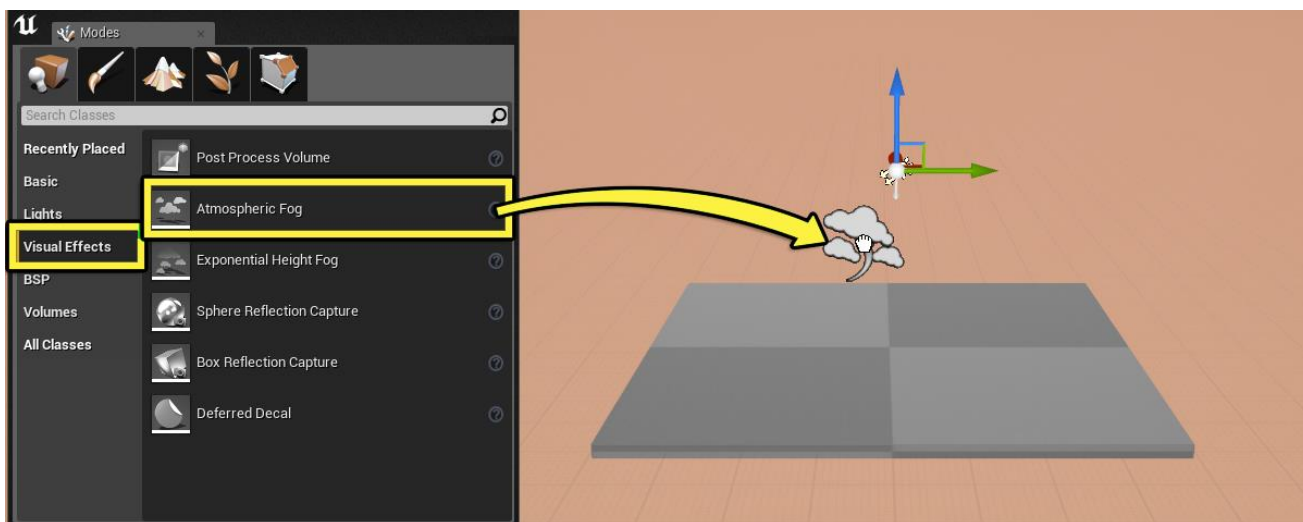 Modes
Search Classes
Recently Placed
Basic
Lights
Visual Effects
BSP
Volumes
All Classes
Post Process Volume
Atmospheric Fog
Exponential Height Fog
Sphere Reflection Capture
Box Reflection Capture
Deferred Decal